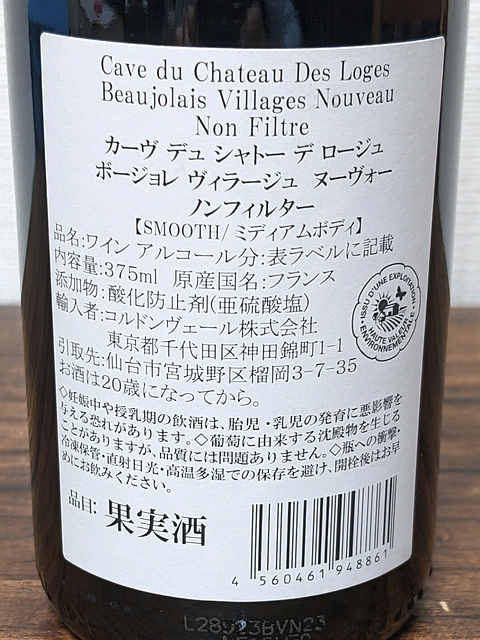 Cave du Chateau Des Loges
Beaujolais Villages Nouveau
Non Filtre
カーヴ デュ シャトー デ ロージュ
ボージョレ ヴィラージュ ヌーヴォー
ノンフィルター
【SMOOTH/ミディアムボディ】
品名:ワイン アルコール分:表ラベルに記載
内容量:375ml 原産国名:フランス
添加物:酸化防止剤(亜硫酸塩)
輸入者:コルドンヴェール株式会社
東京都千代田区神田錦町1-1
引取先:仙台市宮城野区榴岡3-7-35
お酒は20歳になってから。
◇妊娠中や授乳期の飲酒は、胎児・乳児の発育に悪影響を
与える恐れがあります。◇葡萄に由来する沈殿物を生じる
ことがありますが、品質には問題ありません。◇瓶への衝撃・
冷凍保管・直射日光・高温多湿での保存を避け、開栓後はお早
めにお飲みください。
ISSU D'UNE EXPLOITATION
HAUTE VALEUR
ENVIRONNEMENTALE
品目:果実酒
4 560461 948861